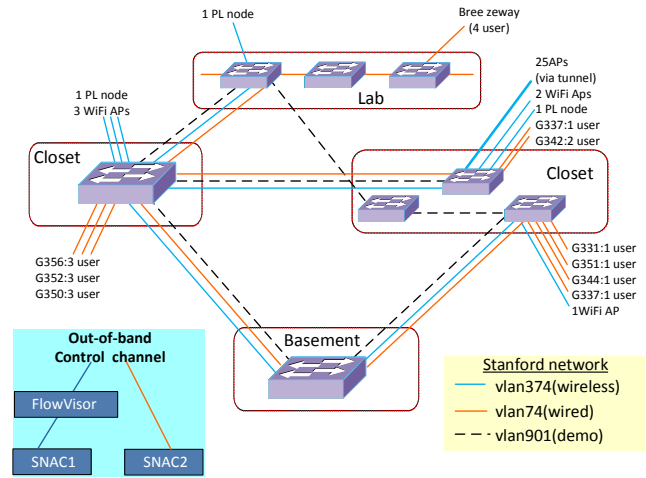 1 PL node
Bree zeway
(4 user)
Lab
1 PL node
3 WiFi APs
25APs
(via tunnel)
2 WiFi Aps
1 PL node
G337:1 user
G342:2 user
Closet
Closet
G356:3 user
G352:3 user
G350:3 user
G331:1 user
G351:1 user
G344:1 user
G337:1 user
1WiFi AP
Basement
Out-of-band
Control channel
FlowVisor
SNAC1
SNAC2
Stanford network
vlan374(wireless)
vlan74(wired)
vlan901(demo)